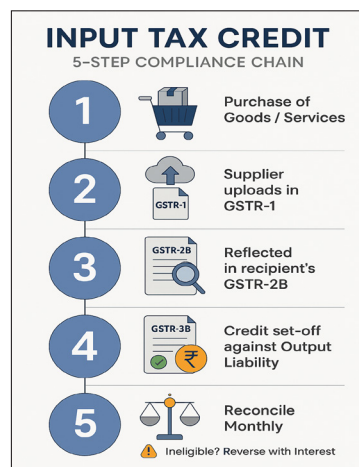 INPUT TAX CREDIT
5-STEP COMPLIANCE CHAIN
1
Purchase of
Goods / Services
2
GSTR-1
Supplier
uploads in
GSTR-1
3
GSTR-2B
Reflected
in recipient's
GSTR-2B
4
GSTR-3B
₹
Credit set-off
against Output
Liability
5
Reconcile
Monthly
Ineligible? Reverse with Interest